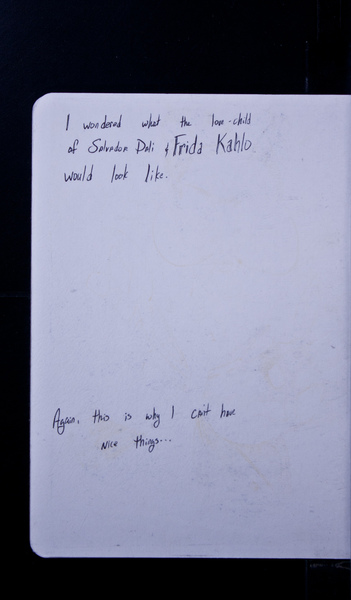 I wondered what the love-child
of Salvador Dali & Frida Kahlo
would look like.
Again, this is why I can't have
nice things...